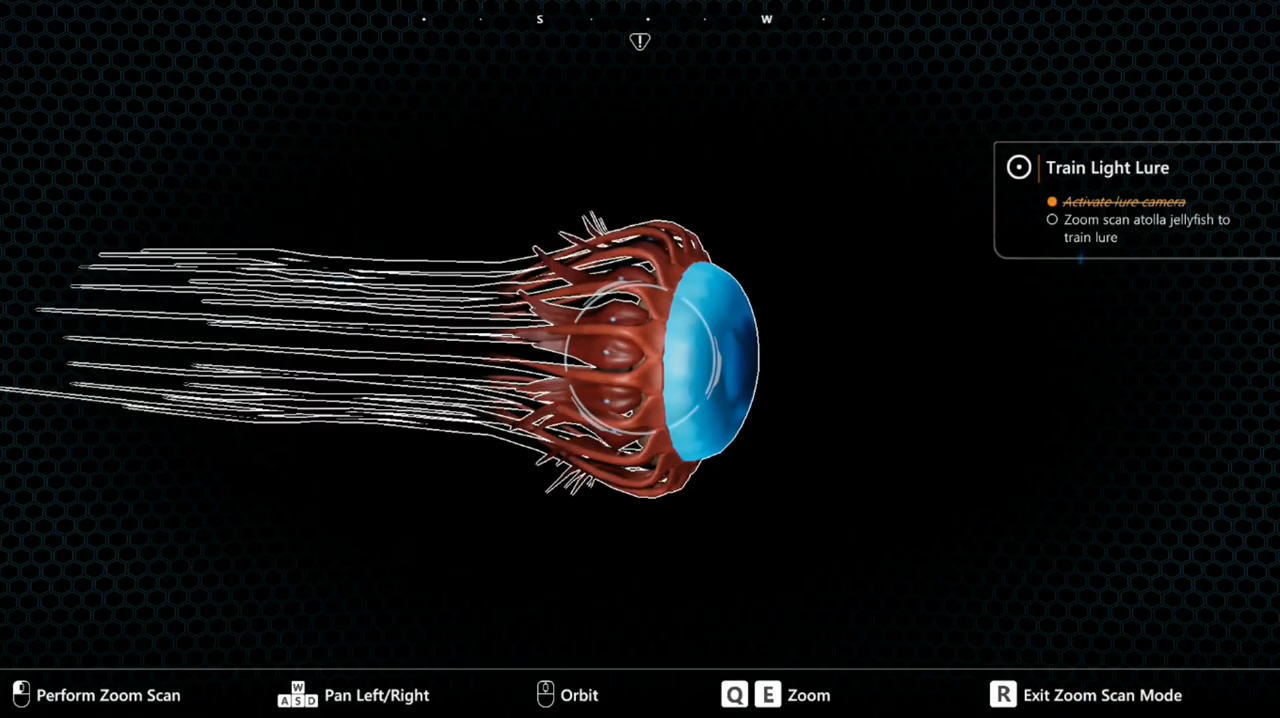 S
W
!
Train Light Lure
Activate lure camera
Zoom scan atolla jellyfish to
train lure
Perform Zoom Scan
W
A S D
Pan Left/Right
Orbit
Q E Zoom
R Exit Zoom Scan Mode